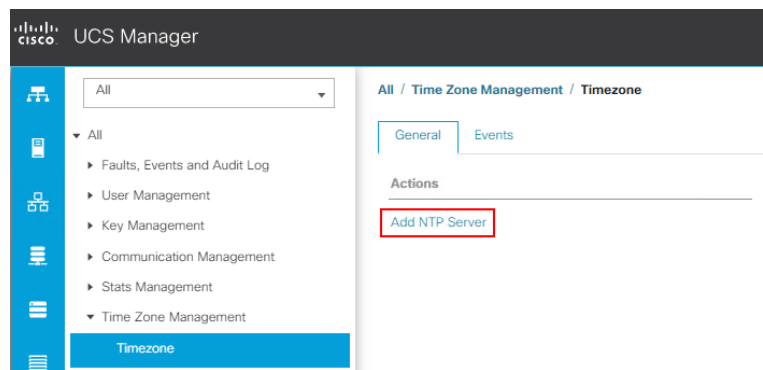 CISCO. UCS Manager
All
All / Time Zone Management / Timezone
All
General Events
Faults, Events and Audit Log
Actions
User Management
Add NTP Server
Key Management
Communication Management
Stats Management
Time Zone Management
Timezone